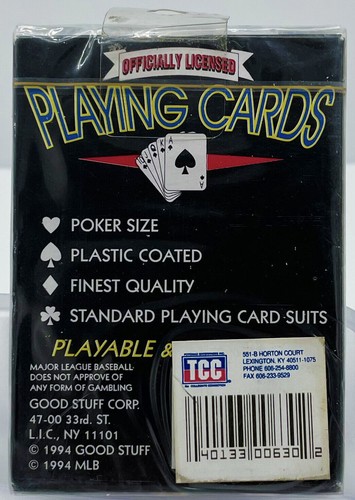 OFFICIALLY LICENSED
PLAYING CARDS
A
POKER SIZE
PLASTIC COATED
FINEST QUALITY
STANDARD PLAYING CARD SUITS
PLAYABLE &
MAJOR LEAGUE BASEBALL
DOES NOT APPROVE OF
ANY FORM OF GAMBLING
GOOD STUFF CORP.
47-00 33rd. ST.
L.I.C., NY 11101
© 1994 GOOD STUFF
© 1994 MLB
TCC
551-B HORTON COURT
LEXINGTON, KY 40511-1075
PHONE 606-254-8800
FAX 606-233-9529
40133 00630 2